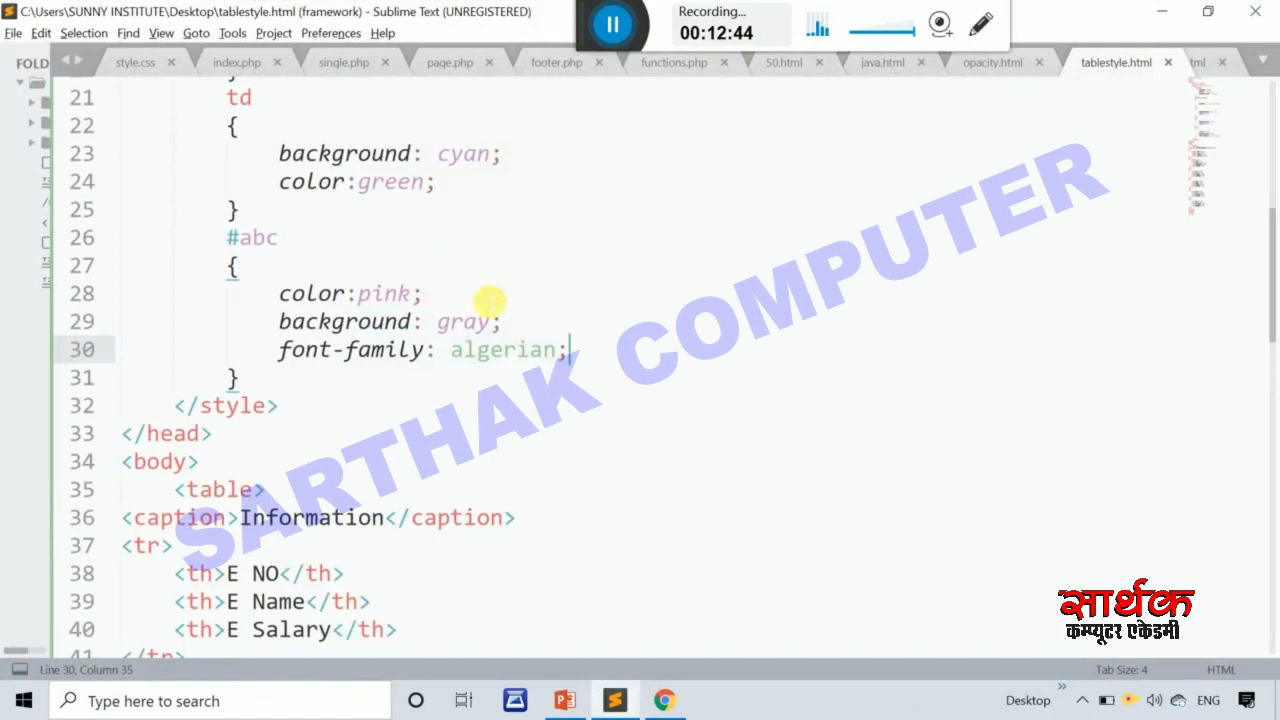 C:\Users\SUNNY INSTITUTE\Desktop\tablestyle.html (framework) - Sublime Text (UNREGISTERED)
Recording...
00:12:44
File Edit Selection Find View Goto Tools Project Preferences Help
FOLD
style.css index.php single.php page.php footer.php functions.php 50.html java.html opacity.html tablestyle.html tml
21 td
22 {
23 background: cyan;
24 color:green;
25 }
26 #abc
27 {
28 color:pink;
29 background: gray;
30 font-family: algerian;
31 }
32 </style>
33 </head>
34 <body>
35 <table>
36 <caption>Information</caption>
37 <tr>
38 <th>E NO</th>
39 <th>E Name</th>
40 <th>E Salary</th>
41 </tr>
SARTHAK COMPUTER
सार्थक
कम्प्यूटर एकेडमी
Line 30, Column 35
Tab Size: 4
HTML
Type here to search
Desktop
ENG